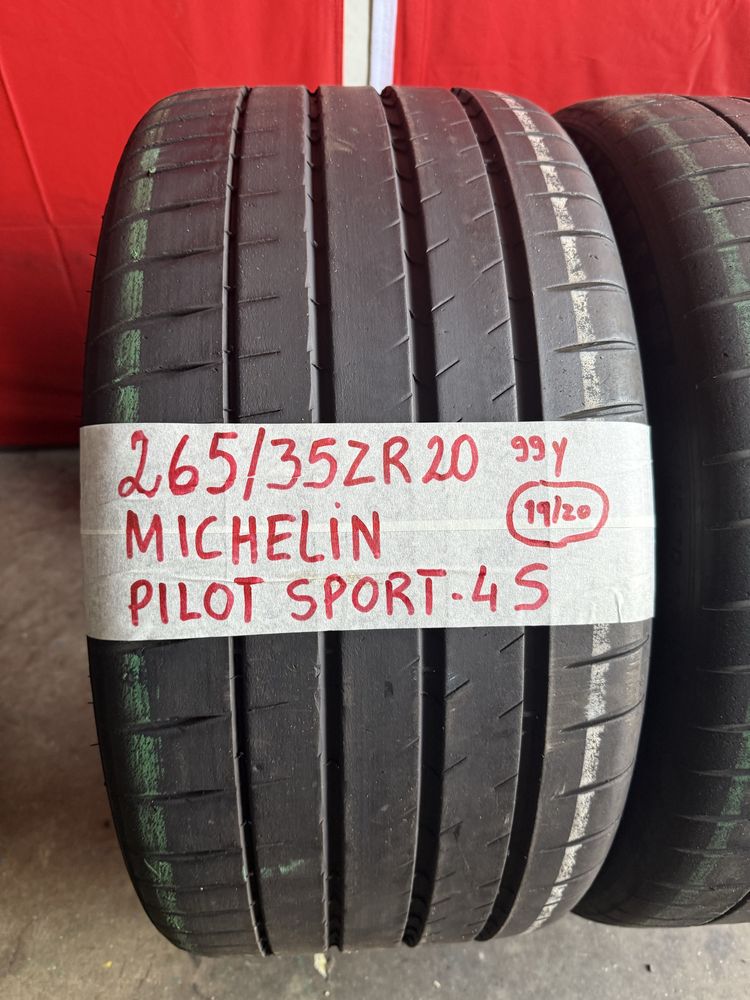 265/35ZR20 99Y
19/20
MICHELIN
PILOT SPORT-4S